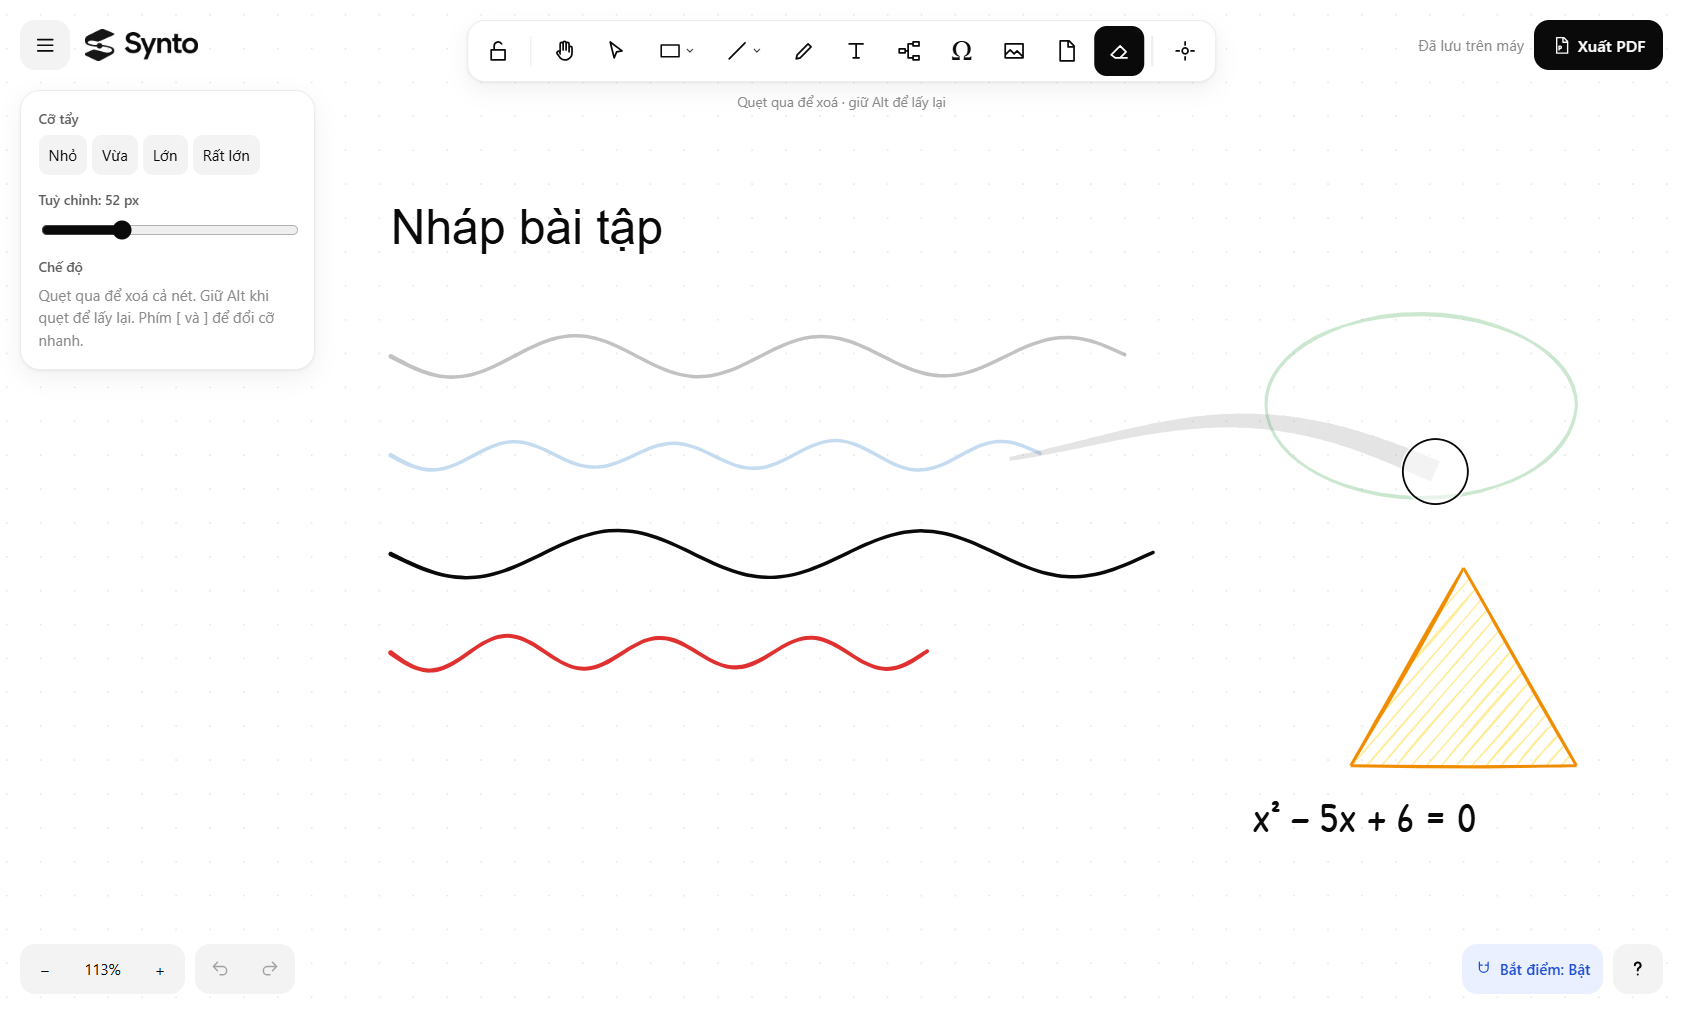 Synto
Đã lưu trên máy
Xuất PDF
Quẹt qua để xoá · giữ Alt để lấy lại
Cỡ tẩy
Nhỏ Vừa Lớn Rất lớn
Tuỳ chỉnh: 52 px
Chế độ
Quẹt qua để xoá cả nét. Giữ Alt khi
quẹt để lấy lại. Phím [ và ] để đổi cỡ
nhanh.
Nháp bài tập
x² − 5x + 6 = 0
− 113% +
Bắt điểm: Bật
?